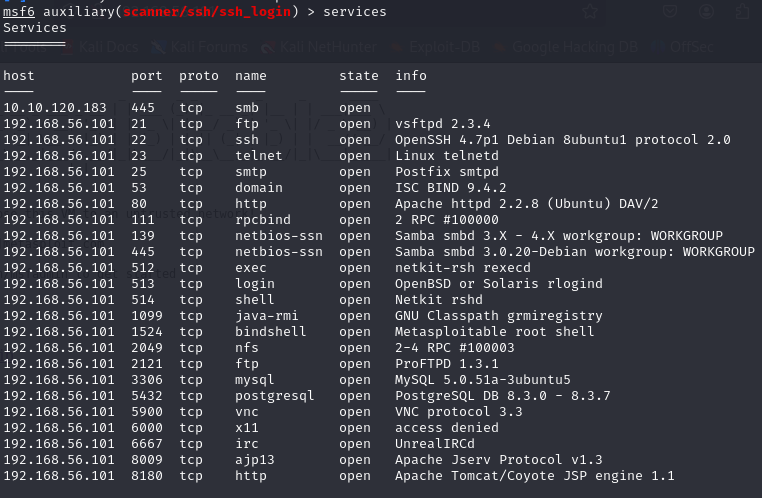 msf6 auxiliary(scanner/ssh/ssh_login) > services
Services
Kali Docs Kali Forums Kali NetHunter Exploit-DB Google Hacking DB OffSec
host port proto name state info
10.10.120.183 445 tcp smb open
192.168.56.101 21 tcp ftp open vsftpd 2.3.4
192.168.56.101 22 tcp ssh open OpenSSH 4.7p1 Debian 8ubuntu1 protocol 2.0
192.168.56.101 23 tcp telnet open Linux telnetd
192.168.56.101 25 tcp smtp open Postfix smtpd
192.168.56.101 53 tcp domain open ISC BIND 9.4.2
192.168.56.101 80 tcp http open Apache httpd 2.2.8 (Ubuntu) DAV/2
192.168.56.101 111 tcp rpcbind open 2 RPC #100000
192.168.56.101 139 tcp netbios-ssn open Samba smbd 3.X - 4.X workgroup: WORKGROUP
192.168.56.101 445 tcp netbios-ssn open Samba smbd 3.0.20-Debian workgroup: WORKGROUP
192.168.56.101 512 tcp exec open netkit-rsh rexecd
192.168.56.101 513 tcp login open OpenBSD or Solaris rlogind
192.168.56.101 514 tcp shell open Netkit rshd
192.168.56.101 1099 tcp java-rmi open GNU Classpath grmiregistry
192.168.56.101 1524 tcp bindshell open Metasploitable root shell
192.168.56.101 2049 tcp nfs open 2-4 RPC #100003
192.168.56.101 2121 tcp ftp open ProFTPD 1.3.1
192.168.56.101 3306 tcp mysql open MySQL 5.0.51a-3ubuntu5
192.168.56.101 5432 tcp postgresql open PostgreSQL DB 8.3.0 - 8.3.7
192.168.56.101 5900 tcp vnc open VNC protocol 3.3
192.168.56.101 6000 tcp x11 open access denied
192.168.56.101 6667 tcp irc open UnrealIRCd
192.168.56.101 8009 tcp ajp13 open Apache Jserv Protocol v1.3
192.168.56.101 8180 tcp http open Apache Tomcat/Coyote JSP engine 1.1